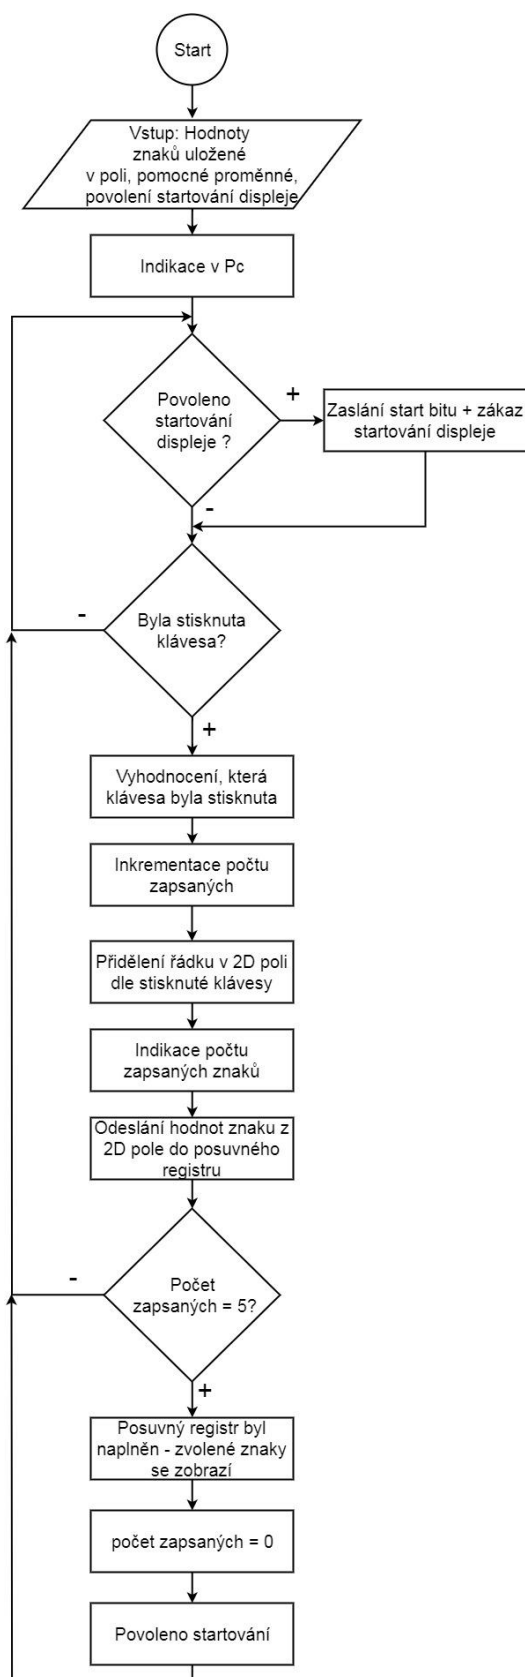 Start
Vstup: Hodnoty
znaků uložené
v poli, pomocné proměnné,
povolení startování displeje
Indikace v Pc
Povoleno
startování
displeje ?
+
Zaslání start bitu + zákaz
startování displeje
-
Byla stisknuta
klávesa?
-
+
Vyhodnocení, která
klávesa byla stisknuta
Inkrementace počtu
zapsaných
Přidělení řádku v 2D poli
dle stisknuté klávesy
Indikace počtu
zapsaných znaků
Odeslání hodnot znaku z
2D pole do posuvného
registru
-
Počet
zapsaných = 5?
+
Posuvný registr byl
naplněn - zvolené znaky
se zobrazí
počet zapsaných = 0
Povoleno startování